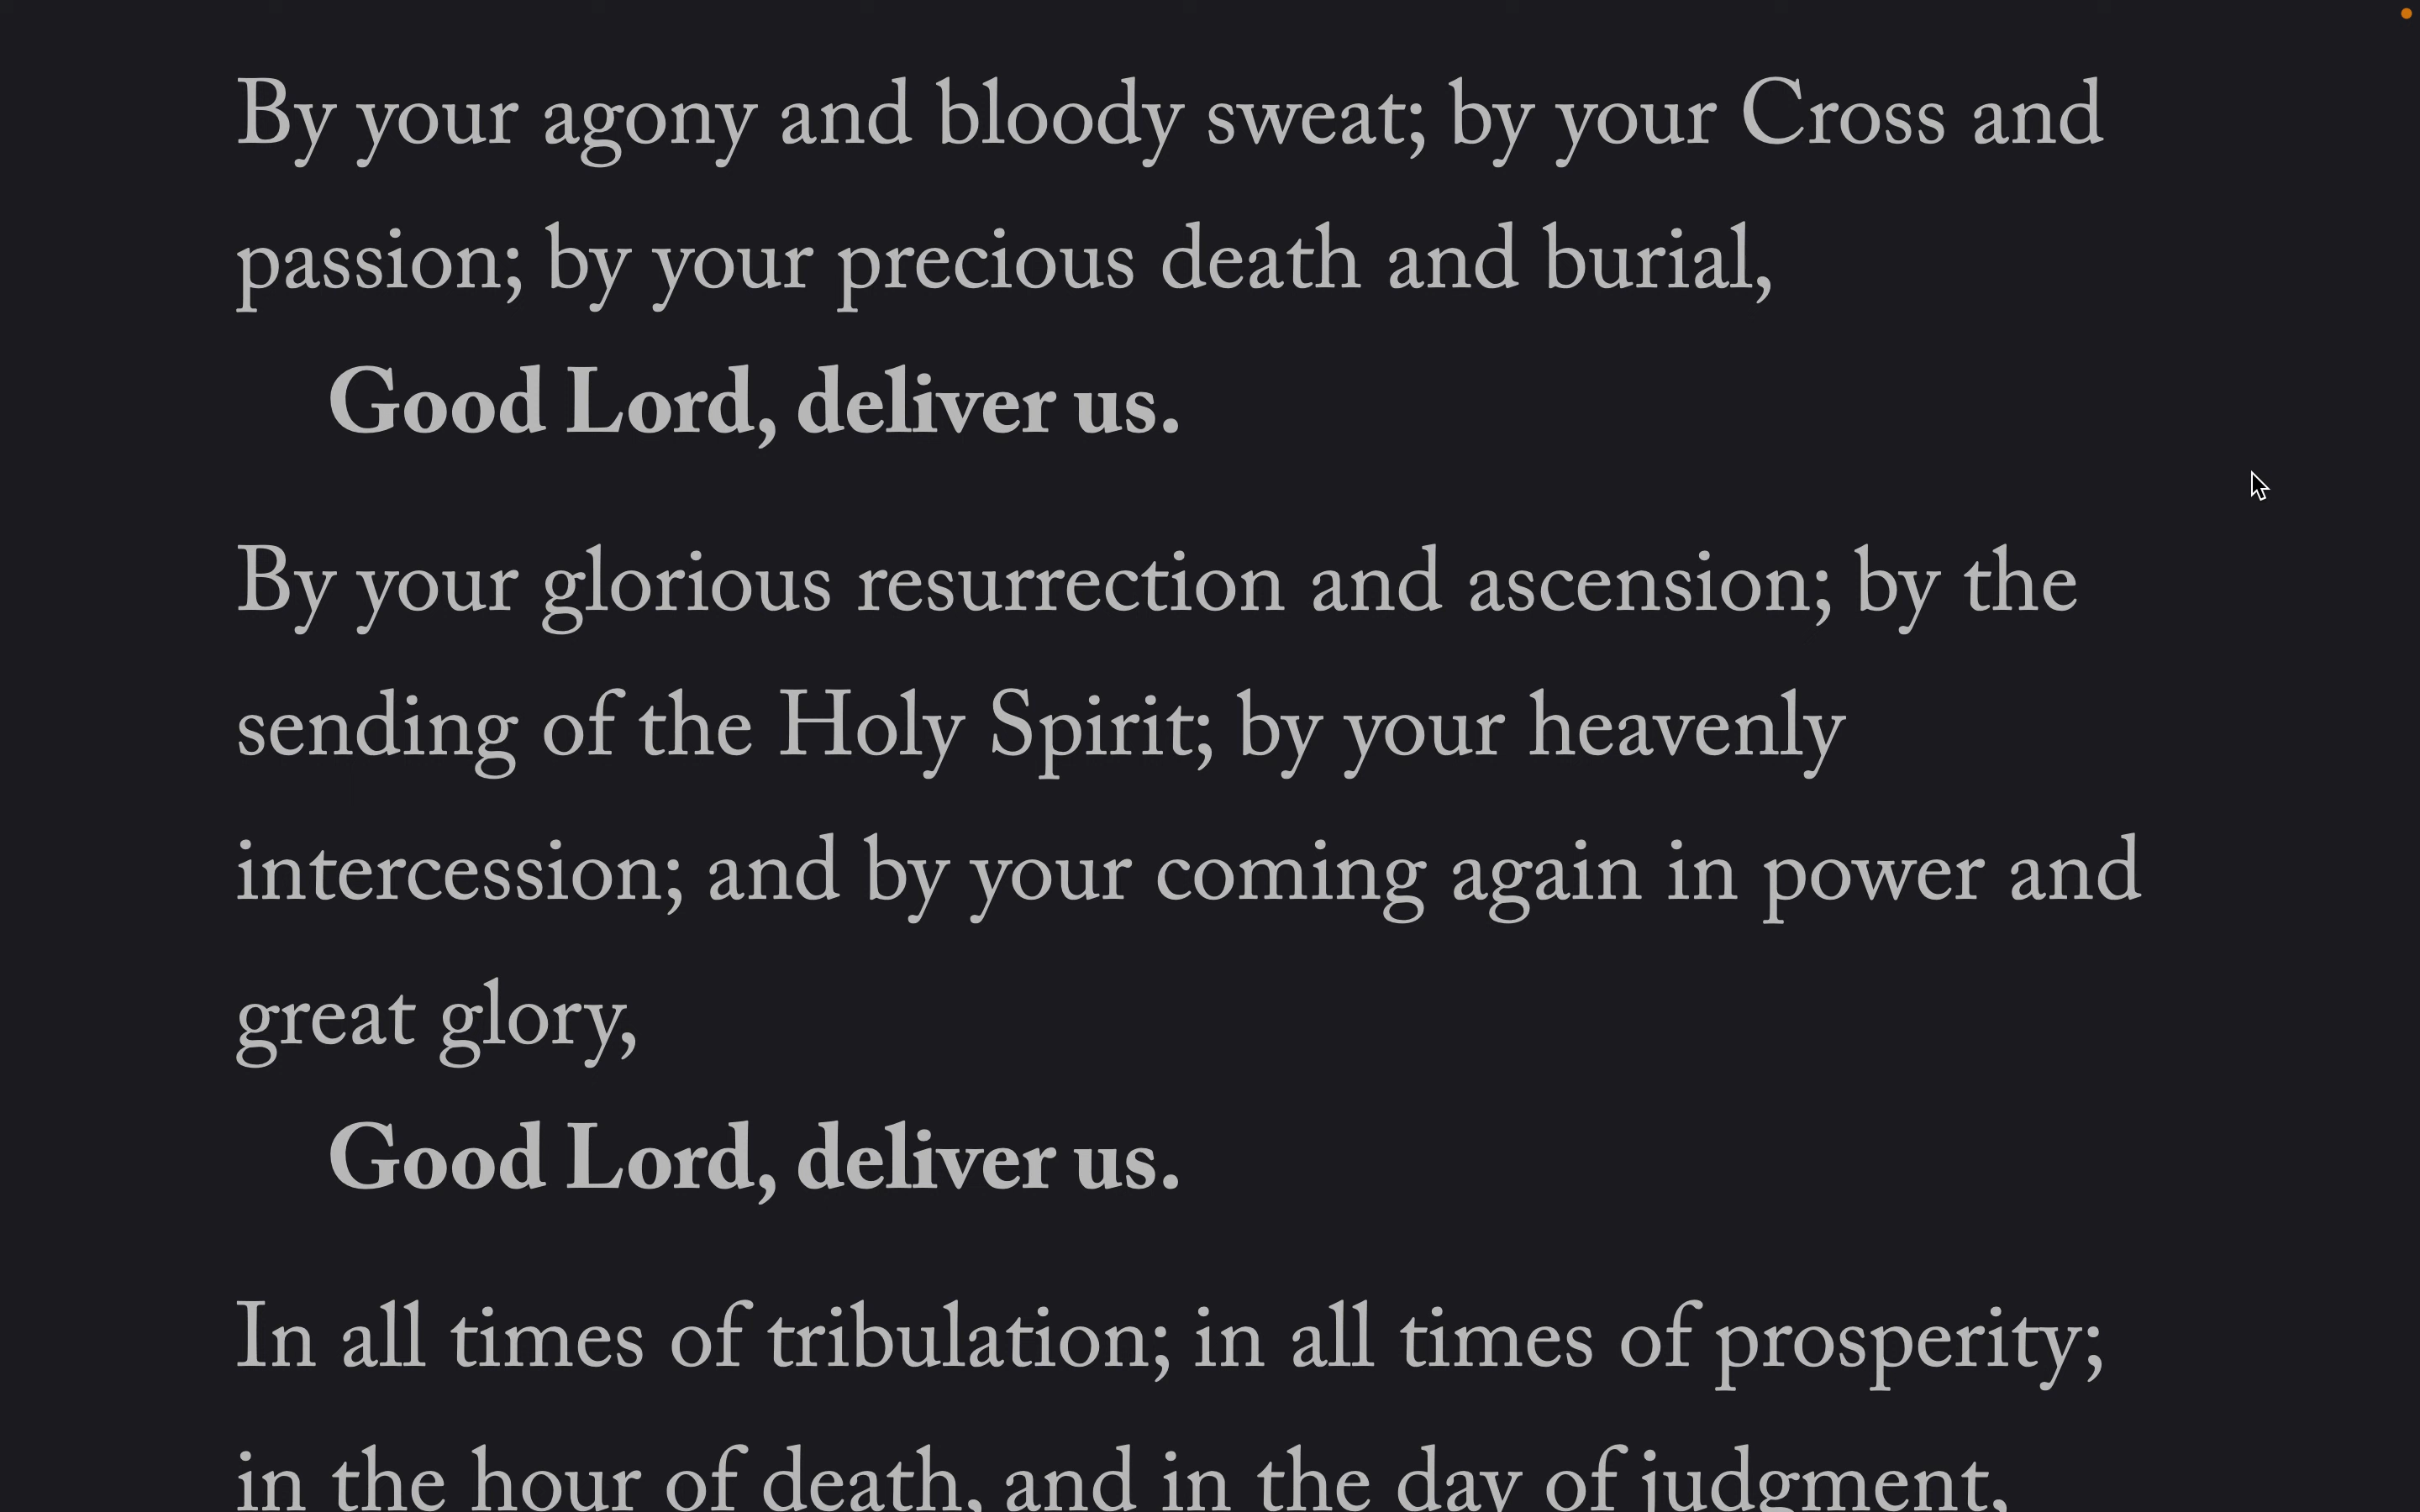 By your agony and bloody sweat; by your Cross and
passion; by your precious death and burial,
Good Lord, deliver us.
By your glorious resurrection and ascension; by the
sending of the Holy Spirit; by your heavenly
intercession; and by your coming again in power and
great glory,
Good Lord, deliver us.
In all times of tribulation; in all times of prosperity;
in the hour of death, and in the day of judgment,